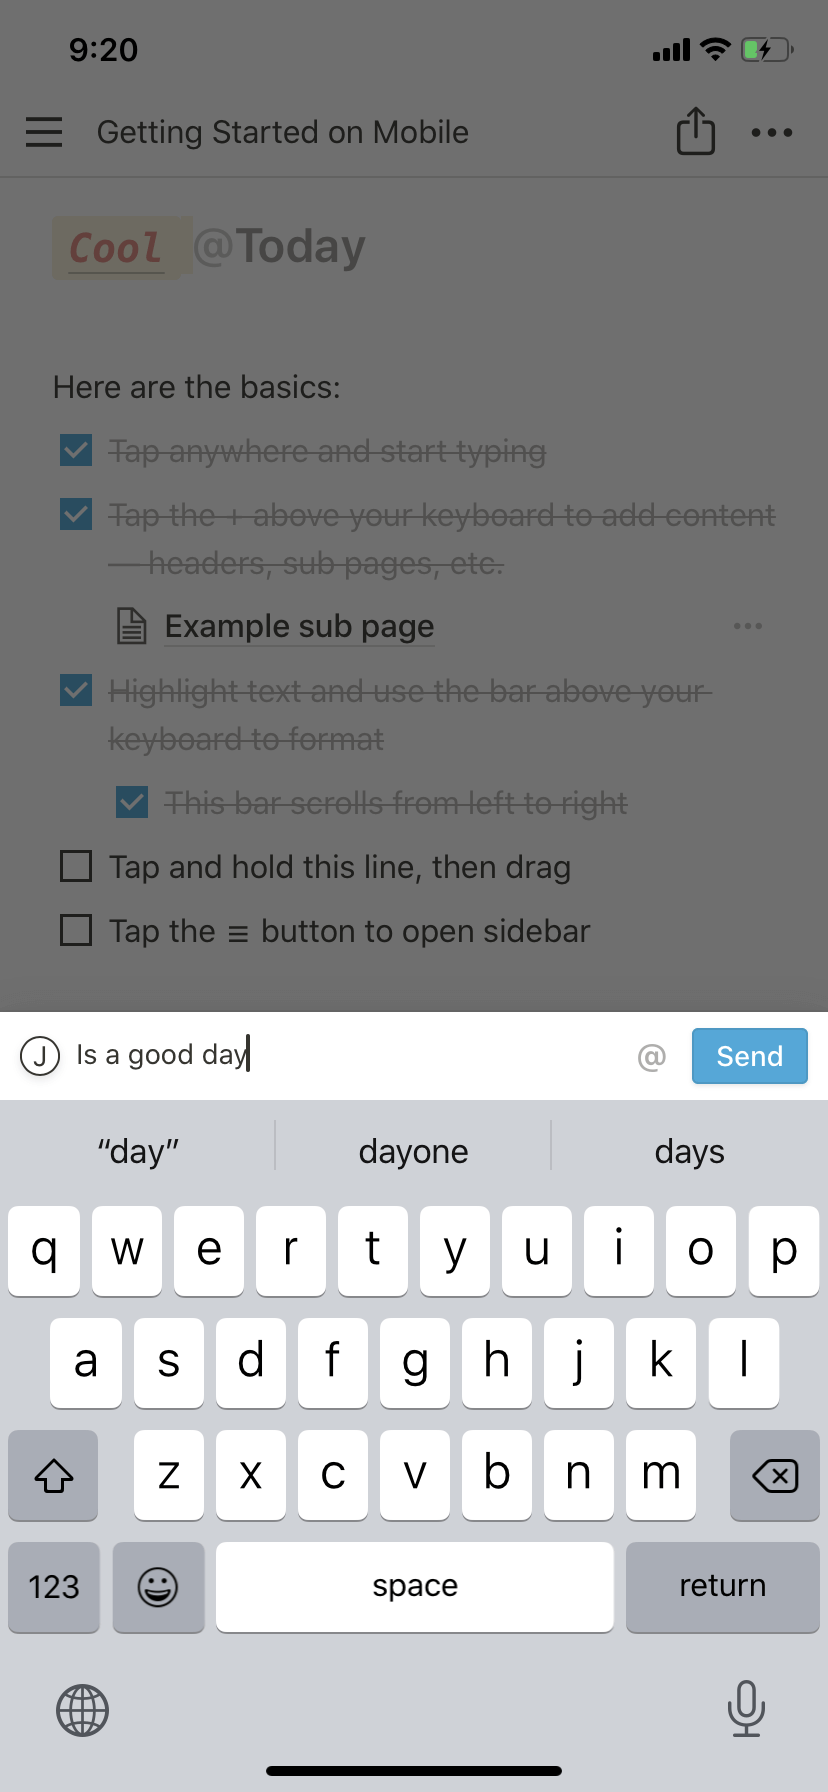 9:20
Getting Started on Mobile
Cool @Today
Here are the basics:
Tap anywhere and start typing
Tap the + above your keyboard to add content
— headers, sub pages, etc.
Example sub page
Highlight text and use the bar above your
keyboard to format
This bar scrolls from left to right
Tap and hold this line, then drag
Tap the ≡ button to open sidebar
J Is a good day @ Send
“day” dayone days
q w e r t y u i o p
a s d f g h j k l
z x c v b n m
123 space return